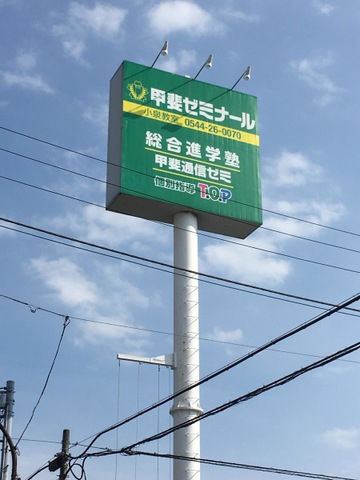 甲斐ゼミナール
小泉教室 0544-26-0070
総合進学塾
甲斐通信ゼミ
個別指導 T.O.P